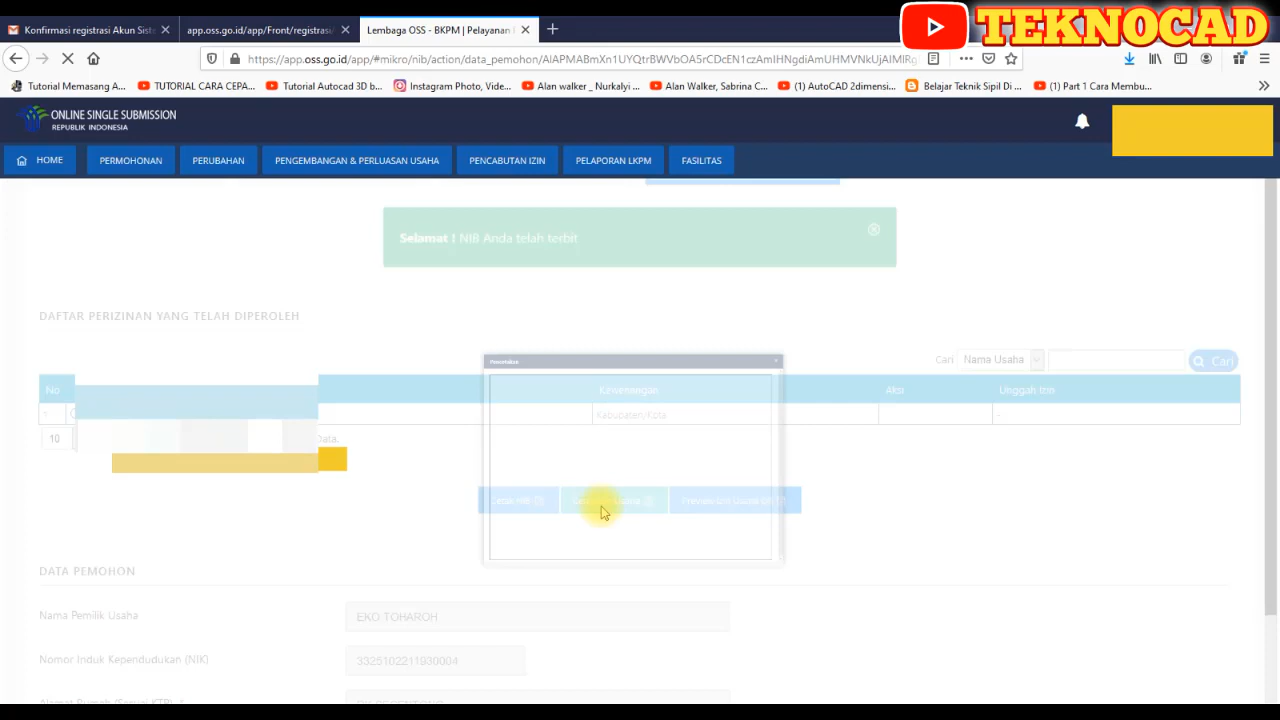 TEKNOCAD
Konfirmasi registrasi Akun Sist
app.oss.go.id/app/Front/registrasi/
Lembaga OSS - BKPM | Pelayanan
https://app.oss.go.id/app/#mikro/nib/action/data_pemohon/
Tutorial Memasang A...
TUTORIAL CARA CEPA...
Tutorial Autocad 3D b...
Instagram Photo, Vide...
Alan walker _ Nurkalyi ...
Alan Walker, Sabrina C...
(1) AutoCAD 2dimensi...
Belajar Teknik Sipil Di ...
(1) Part 1 Cara Membu...
ONLINE SINGLE SUBMISSION
REPUBLIK INDONESIA
HOME
PERMOHONAN
PERUBAHAN
PENGEMBANGAN & PERLUASAN USAHA
PENCABUTAN IZIN
PELAPORAN LKPM
FASILITAS
Selamat ! NIB Anda telah terbit
DAFTAR PERIZINAN YANG TELAH DIPEROLEH
Cari Nama Usaha Cari
No Kewenangan Aksi Unggah Izin
Kabupaten/Kota -
10 Data.
Cetak NIB
DATA PEMOHON
Nama Pemilik Usaha EKO TOHAROH
Nomor Induk Kependudukan (NIK) 3325102211930004